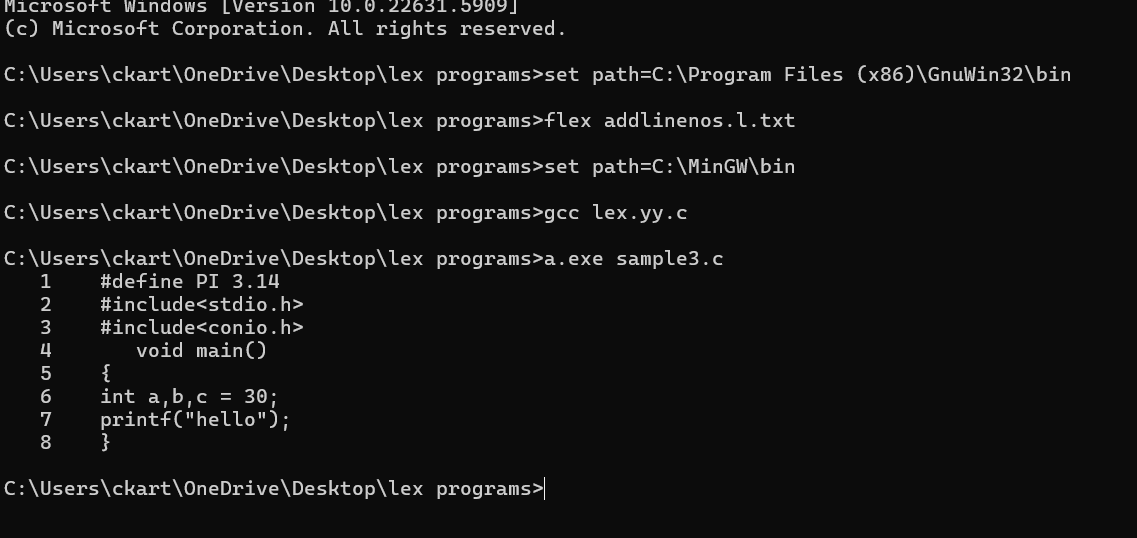 Microsoft Windows [Version 10.0.22631.5909]
(c) Microsoft Corporation. All rights reserved.
C:\Users\ckart\OneDrive\Desktop\lex programs>set path=C:\Program Files (x86)\GnuWin32\bin
C:\Users\ckart\OneDrive\Desktop\lex programs>flex addlinenos.l.txt
C:\Users\ckart\OneDrive\Desktop\lex programs>set path=C:\MinGW\bin
C:\Users\ckart\OneDrive\Desktop\lex programs>gcc lex.yy.c
C:\Users\ckart\OneDrive\Desktop\lex programs>a.exe sample3.c
   1    #define PI 3.14
   2    #include<stdio.h>
   3    #include<conio.h>
   4       void main()
   5    {
   6    int a,b,c = 30;
   7    printf("hello");
   8    }
C:\Users\ckart\OneDrive\Desktop\lex programs>